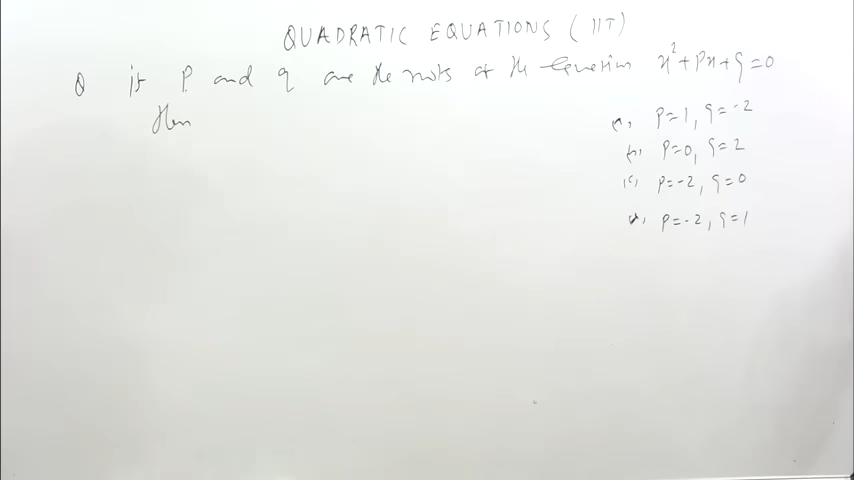 QUADRATIC EQUATIONS (IIT)
Q if p and q are the roots of the equation x² + px + q = 0
then
(a), p=1, q=-2
(b), p=0, q=2
(c), p=-2, q=0
(d), p=-2, q=1